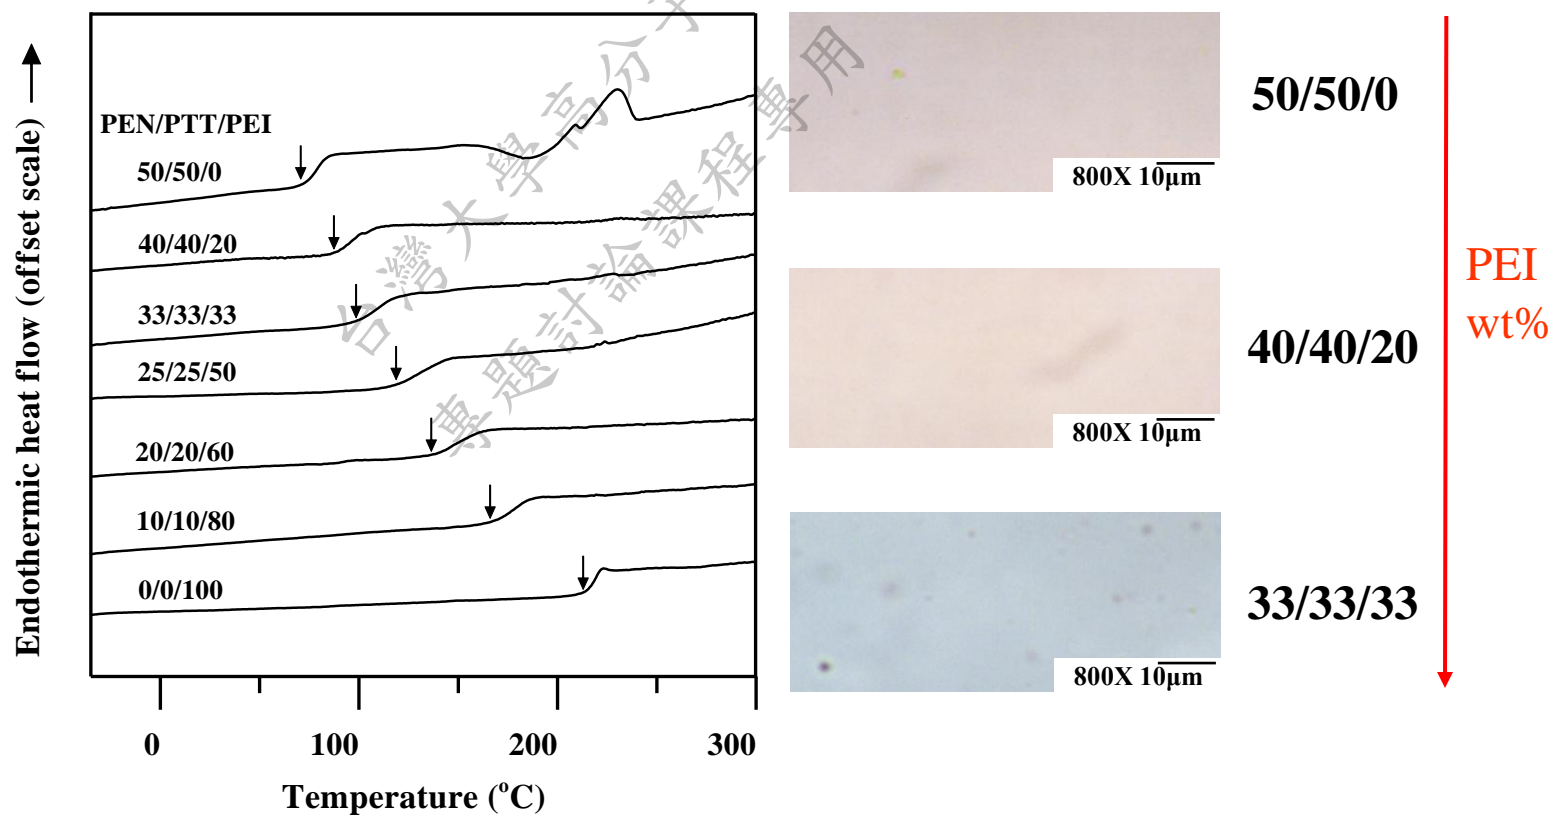 Endothermic heat flow (offset scale)
PEN/PTT/PEI
50/50/0
40/40/20
33/33/33
25/25/50
20/20/60
10/10/80
0/0/100
0 100 200 300
Temperature (°C)
台灣大學高分子
專題討論課程專用
800X 10μm
50/50/0
800X 10μm
40/40/20
800X 10μm
33/33/33
PEI
wt%